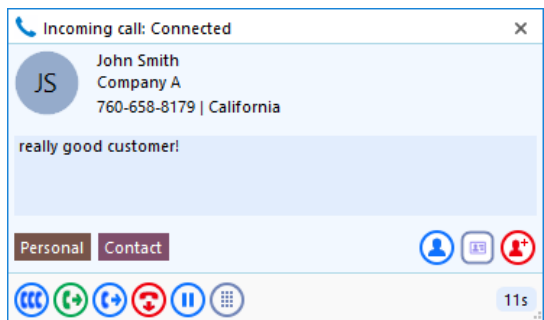 Incoming call: Connected
JS
John Smith
Company A
760-658-8179 | California
really good customer!
Personal Contact
11s